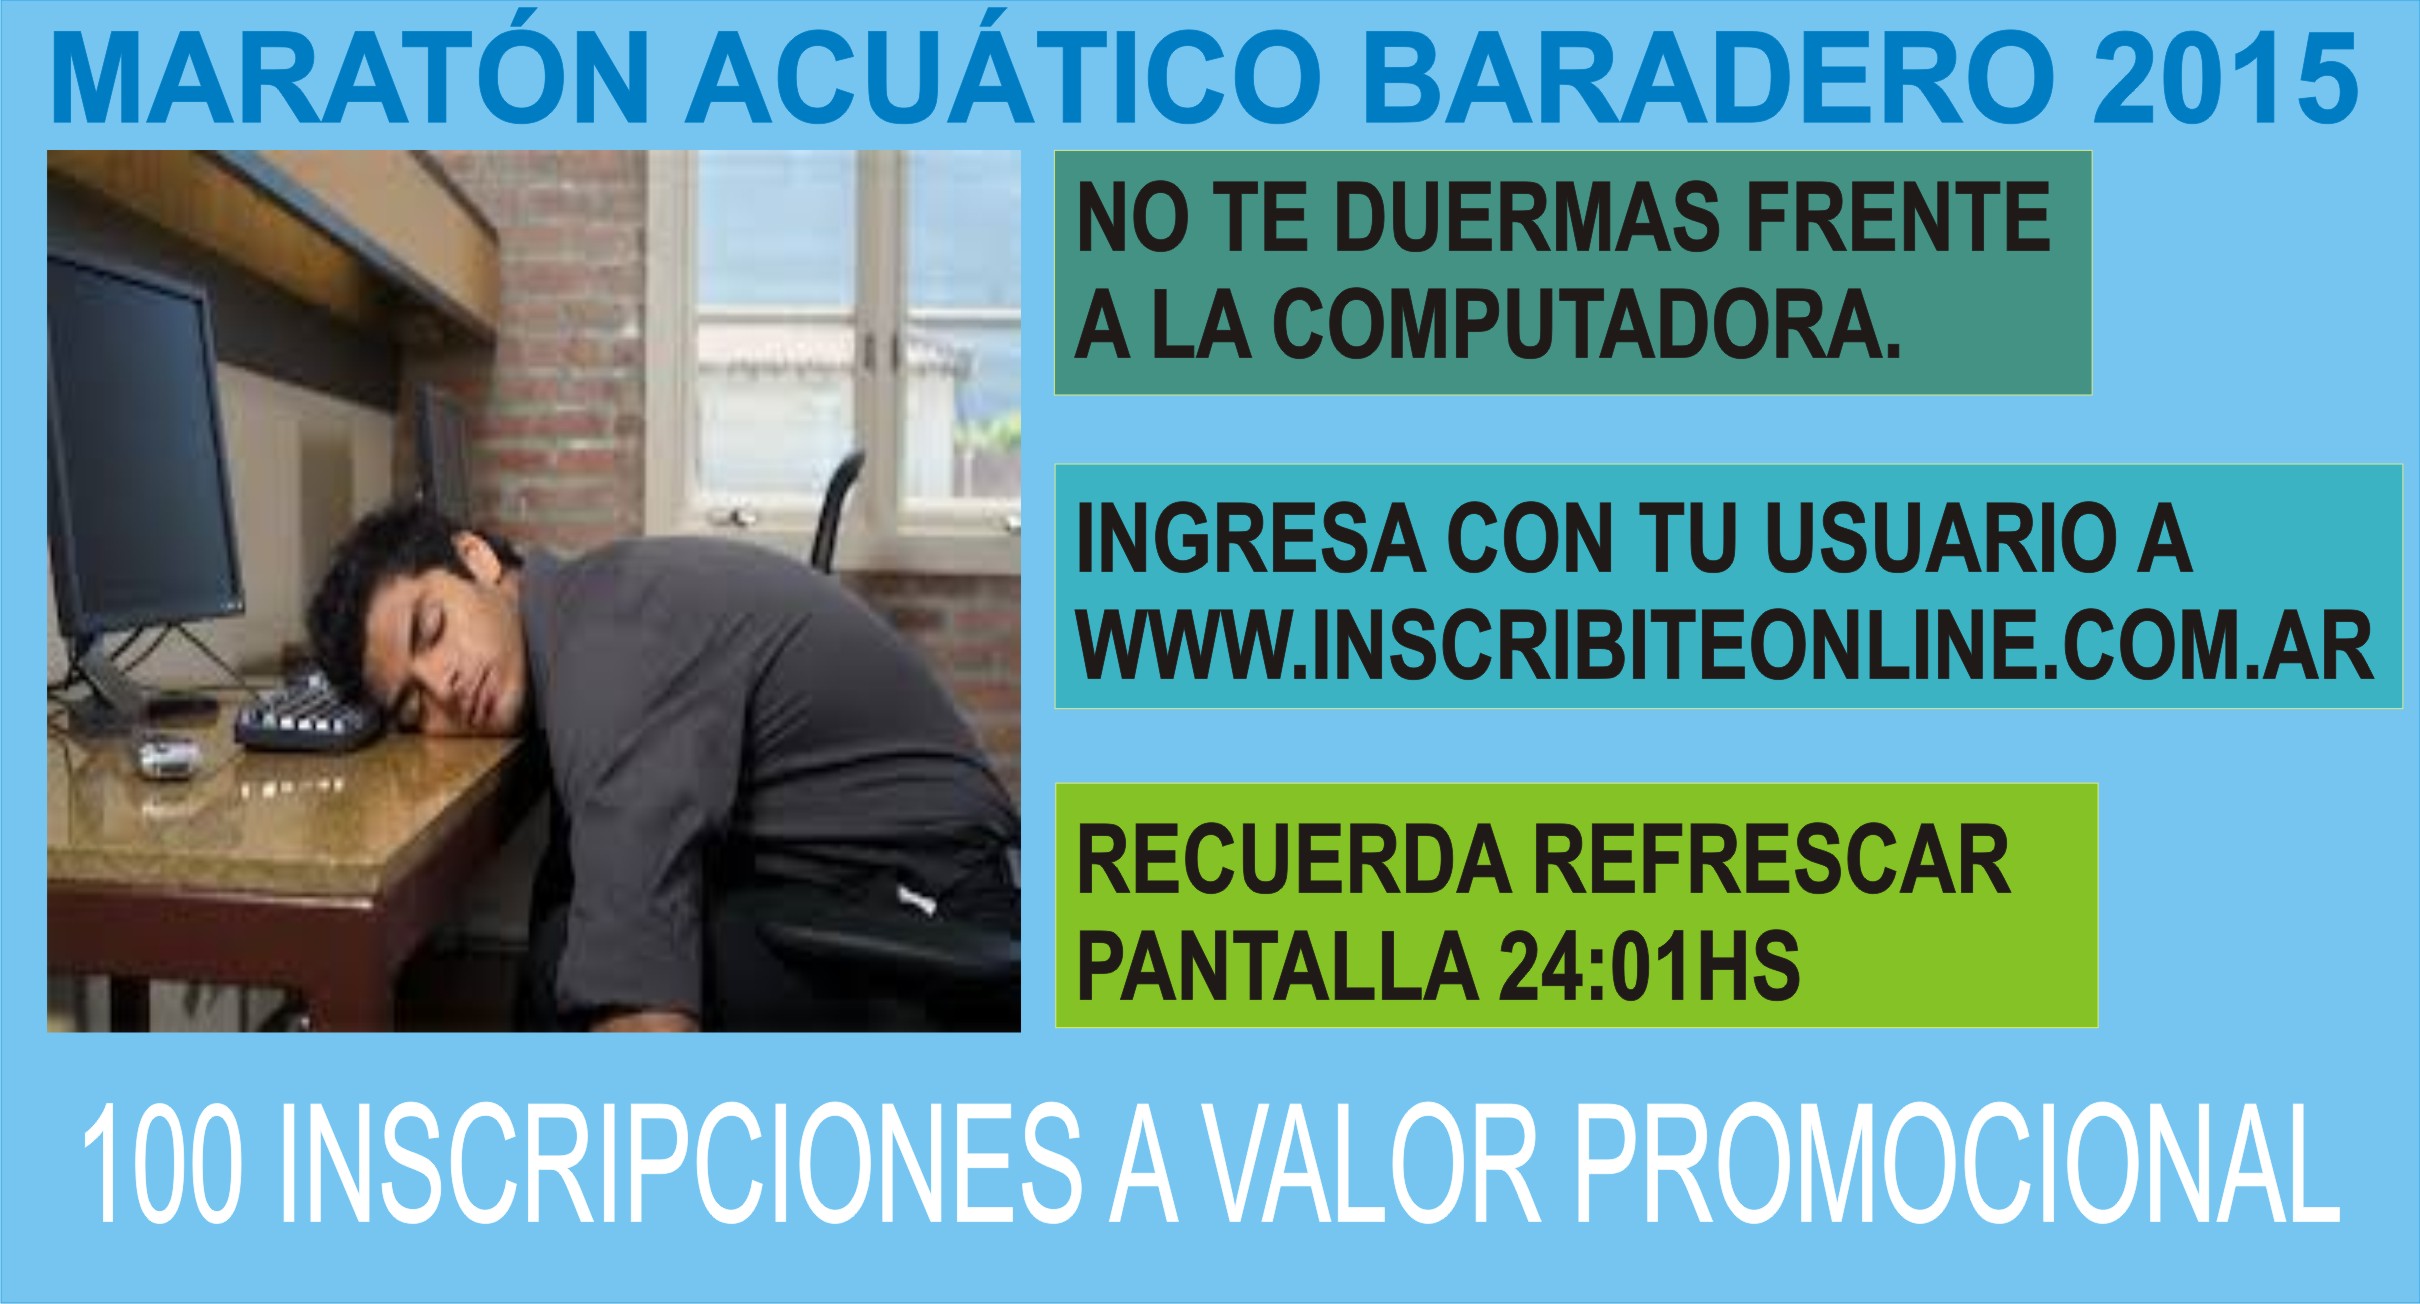 MARATÓN ACUÁTICO BARADERO 2015
NO TE DUERMAS FRENTE
A LA COMPUTADORA.
INGRESA CON TU USUARIO A
WWW.INSCRIBITEONLINE.COM.AR
RECUERDA REFRESCAR
PANTALLA 24:01HS
100 INSCRIPCIONES A VALOR PROMOCIONAL